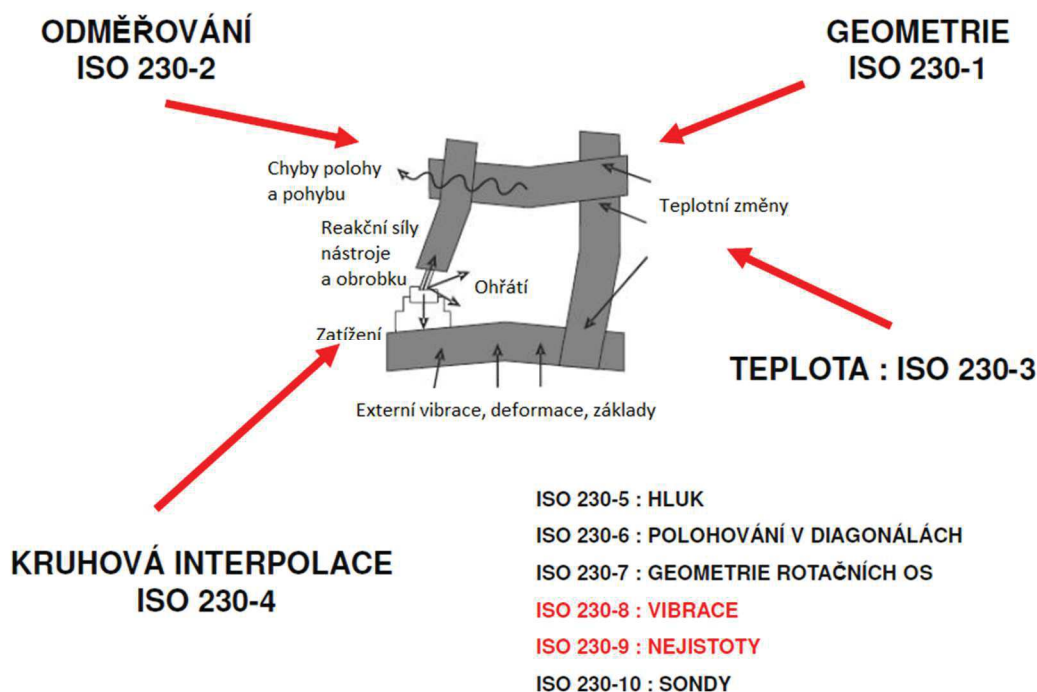 ODMĚŘOVÁNÍ
ISO 230-2
GEOMETRIE
ISO 230-1
Chyby polohy
a pohybu
Teplotní změny
Reakční síly
nástroje
a obrobku
Ohřátí
Zatížení
TEPLOTA : ISO 230-3
Externí vibrace, deformace, základy
KRUHOVÁ INTERPOLACE
ISO 230-4
ISO 230-5 : HLUK
ISO 230-6 : POLOHOVÁNÍ V DIAGONÁLÁCH
ISO 230-7 : GEOMETRIE ROTAČNÍCH OS
ISO 230-8 : VIBRACE
ISO 230-9 : NEJISTOTY
ISO 230-10 : SONDY